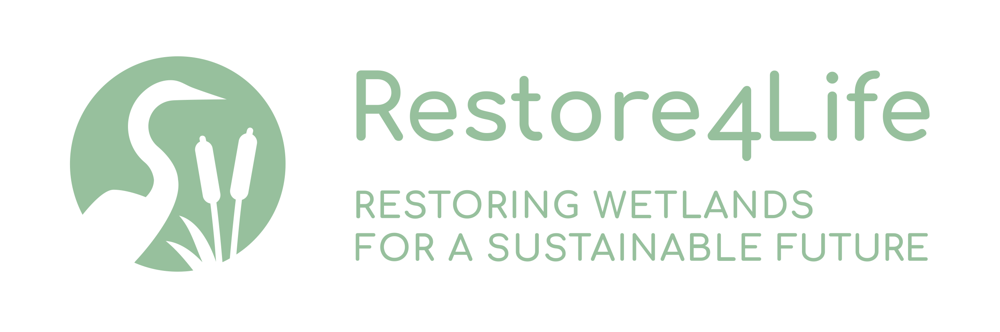 Restore4Life
RESTORING WETLANDS
FOR A SUSTAINABLE FUTURE